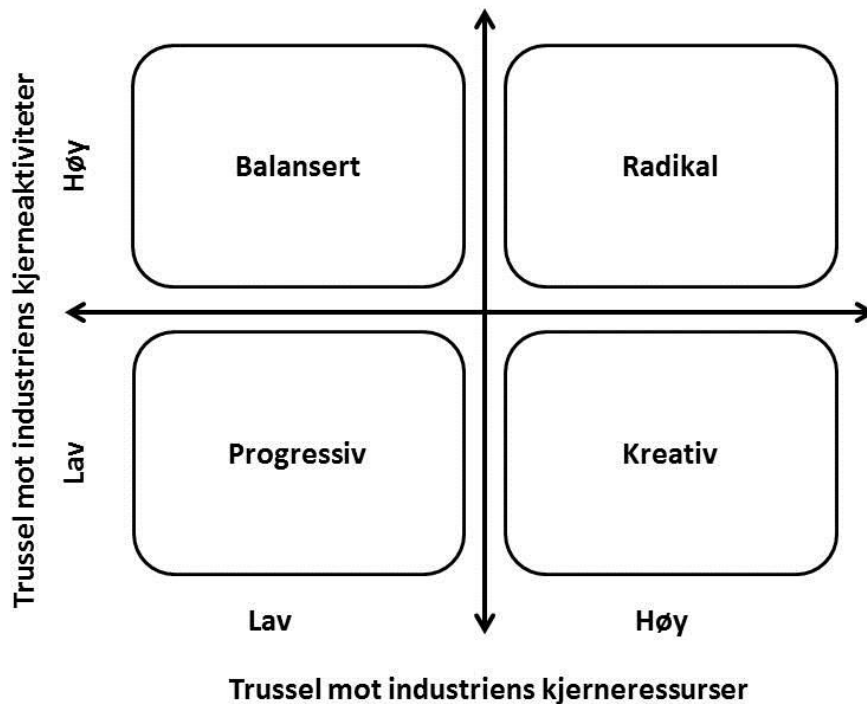 Trussel mot industriens kjerneaktiviteter
Høy
Balansert
Radikal
Lav
Progressiv
Kreativ
Lav
Høy
Trussel mot industriens kjerneressurser